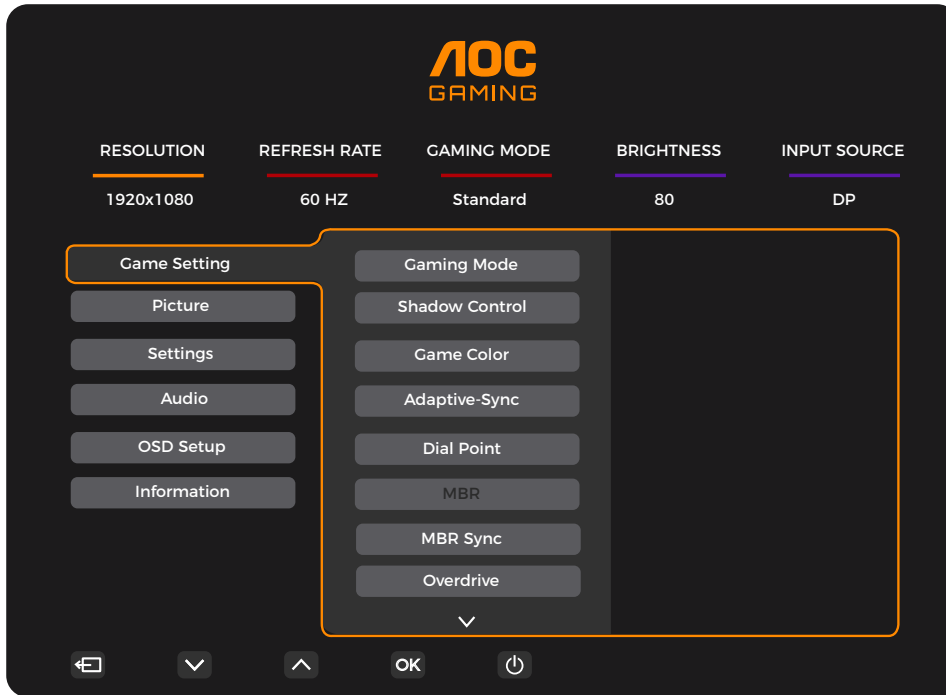 AOC
GAMING
RESOLUTION REFRESH RATE GAMING MODE BRIGHTNESS INPUT SOURCE
1920x1080 60 HZ Standard 80 DP
Game Setting Gaming Mode
Picture Shadow Control
Settings Game Color
Audio Adaptive-Sync
OSD Setup Dial Point
Information MBR
MBR Sync
Overdrive
OK